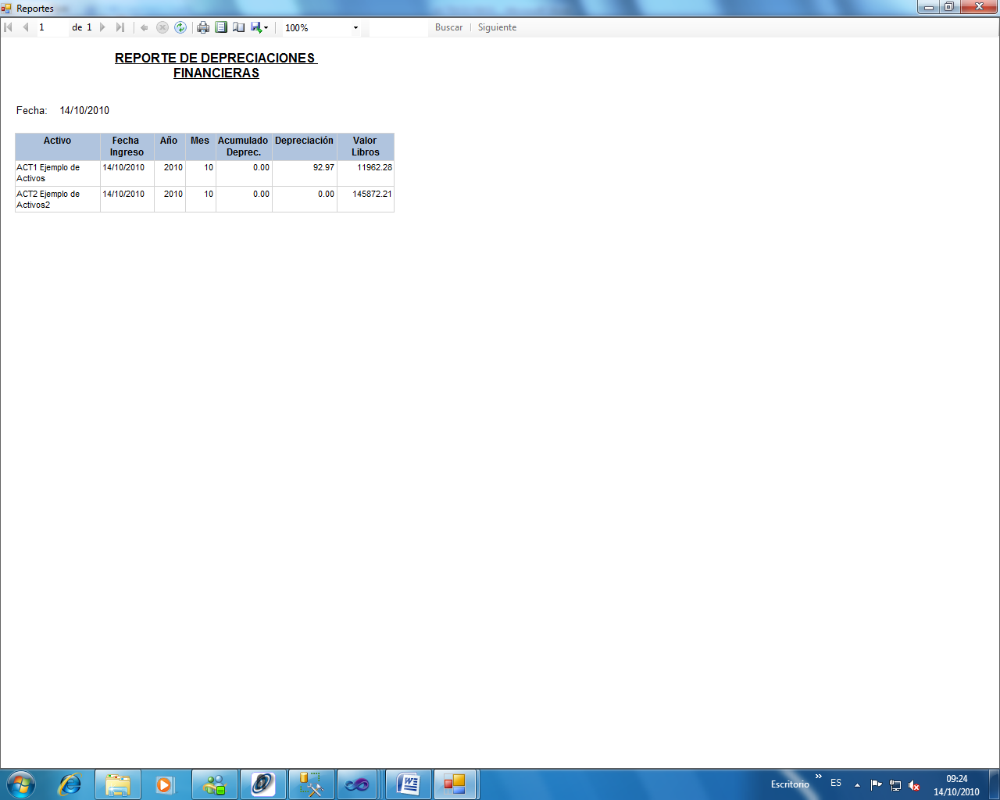 Reportes
1 de 1 100% Buscar Siguiente
REPORTE DE DEPRECIACIONES
FINANCIERAS
Fecha: 14/10/2010
Activo Fecha Ingreso Año Mes Acumulado Deprec. Depreciación Valor Libros
ACT1 Ejemplo de Activos 14/10/2010 2010 10 0.00 92.97 11962.28
ACT2 Ejemplo de Activos2 14/10/2010 2010 10 0.00 0.00 145872.21
Escritorio » ES 09:24
14/10/2010